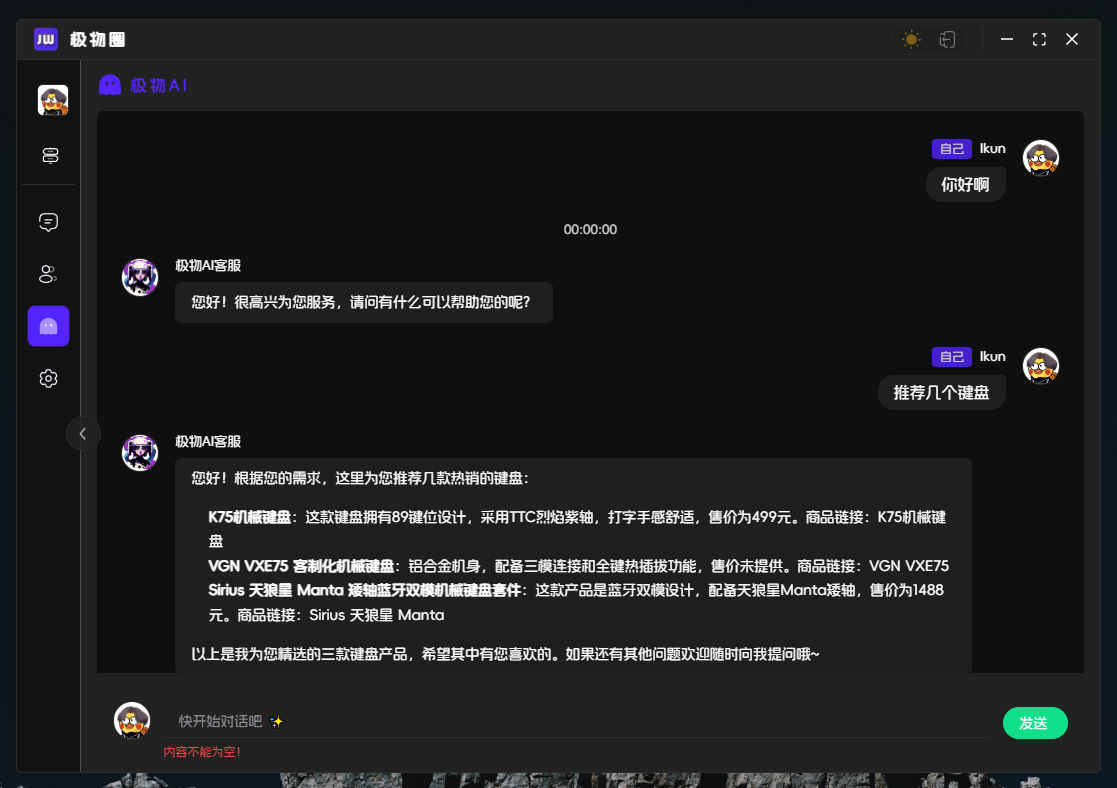 JW 极物圈
极物AI
自己 Ikun
你好啊
00:00:00
极物AI客服
您好！很高兴为您服务，请问有什么可以帮助您的呢？
自己 Ikun
推荐几个键盘
极物AI客服
您好！根据您的需求，这里为您推荐几款热销的键盘：
K75机械键盘：这款键盘拥有89键位设计，采用TTC烈焰紫轴，打字手感舒适，售价为499元。商品链接：K75机械键
盘
VGN VXE75 客制化机械键盘：铝合金机身，配备三模连接和全键热插拔功能，售价未提供。商品链接：VGN VXE75
Sirius 天狼星 Manta 矮轴蓝牙双模机械键盘套件：这款产品是蓝牙双模设计，配备天狼星Manta矮轴，售价为1488
元。商品链接：Sirius 天狼星 Manta
以上是我为您精选的三款键盘产品，希望其中有您喜欢的。如果还有其他问题欢迎随时向我提问哦~
快开始对话吧 ✨
发送
内容不能为空！